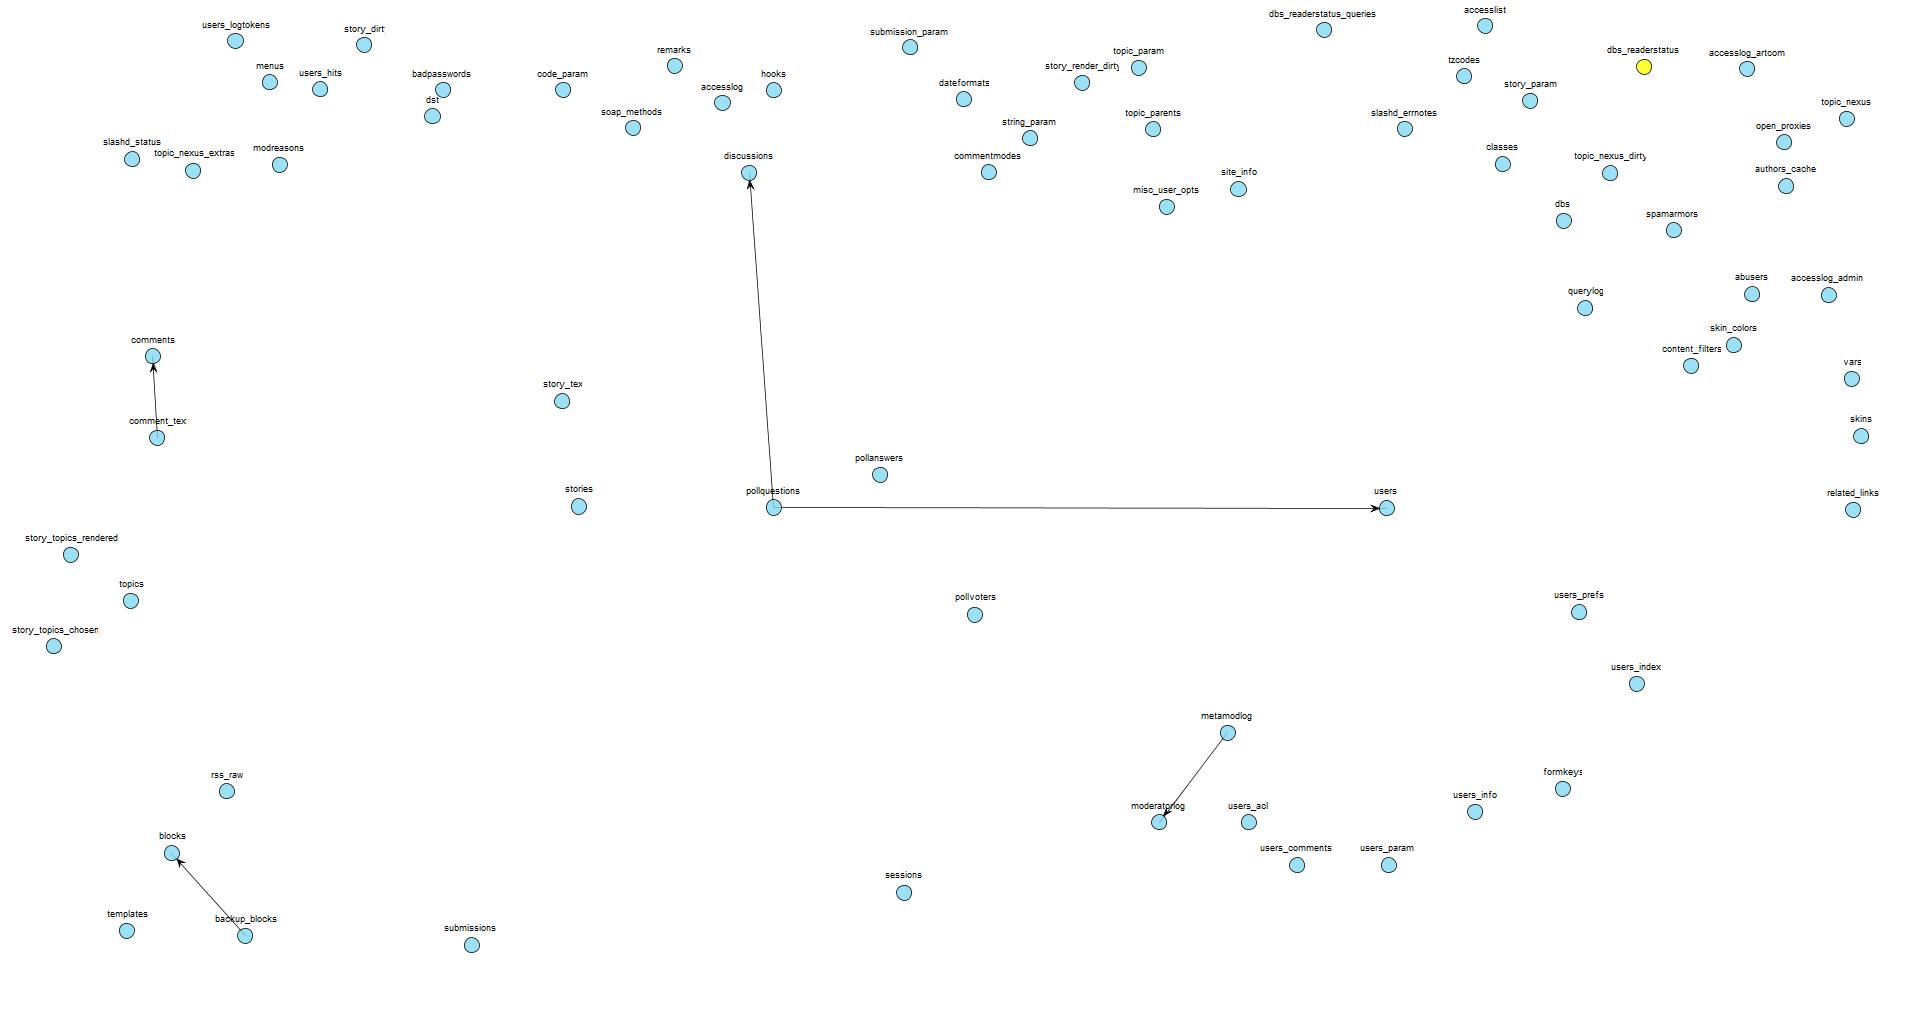 accesslist
dbs_readerstatus_queries
users_logtokens
story_dirt
submission_param
remarks
topic_param
dbs_readerstatus
accesslog_artcom
menus
users_hits
badpasswords
code_param
hooks
story_render_dirty
tzcodes
accesslog
dateformats
story_param
dst
soap_methods
topic_parents
slashd_errnotes
topic_nexus
string_param
open_proxies
slashd_status
topic_nexus_extras
modreasons
discussions
commentmodes
classes
topic_nexus_dirty
site_info
authors_cache
misc_user_opts
dbs
spamarmors
abusers
accesslog_admin
querylog
skin_colors
comments
content_filters
vars
story_tex
comment_tex
skins
pollanswers
stories
pollquestions
users
related_links
story_topics_rendered
topics
pollvoters
users_prefs
story_topics_chosen
users_index
metamodlog
rss_raw
formkeys
users_info
moderatorlog
users_acl
blocks
users_comments
users_param
sessions
templates
backup_blocks
submissions